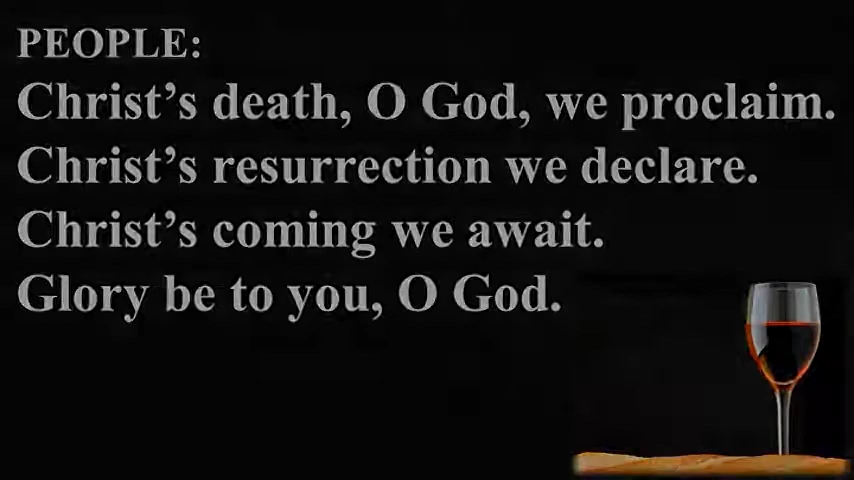 PEOPLE:
Christ’s death, O God, we proclaim.
Christ’s resurrection we declare.
Christ’s coming we await.
Glory be to you, O God.